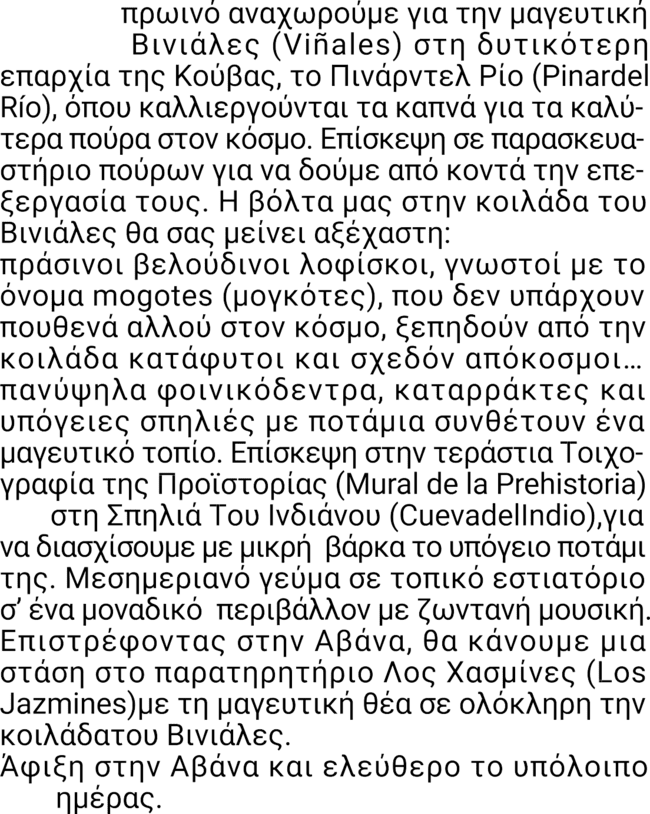 πρωινό αναχωρούμε για την μαγευτική
Βινιάλες (Viñales) στη δυτικότερη
επαρχία της Κούβας, το Πινάρντελ Ρίο (Pinardel
Río), όπου καλλιεργούνται τα καπνά για τα καλύ-
τερα πούρα στον κόσμο. Επίσκεψη σε παρασκευα-
στήριο πούρων για να δούμε από κοντά την επε-
ξεργασία τους. Η βόλτα μας στην κοιλάδα του
Βινιάλες θα σας μείνει αξέχαστη:
πράσινοι βελούδινοι λοφίσκοι, γνωστοί με το
όνομα mogotes (μογκότες), που δεν υπάρχουν
πουθενά αλλού στον κόσμο, ξεπηδούν από την
κοιλάδα κατάφυτοι και σχεδόν απόκοσμοι…
πανύψηλα φοινικόδεντρα, καταρράκτες και
υπόγειες σπηλιές με ποτάμια συνθέτουν ένα
μαγευτικό τοπίο. Επίσκεψη στην τεράστια Τοιχο-
γραφία της Προϊστορίας (Mural de la Prehistoria)
στη Σπηλιά Του Ινδιάνου (CuevadelIndio),για
να διασχίσουμε με μικρή βάρκα το υπόγειο ποτάμι
της. Μεσημεριανό γεύμα σε τοπικό εστιατόριο
σ’ ένα μοναδικό περιβάλλον με ζωντανή μουσική.
Επιστρέφοντας στην Αβάνα, θα κάνουμε μια
στάση στο παρατηρητήριο Λος Χασμίνες (Los
Jazmines)με τη μαγευτική θέα σε ολόκληρη την
κοιλάδατου Βινιάλες.
Άφιξη στην Αβάνα και ελεύθερο το υπόλοιπο
ημέρας.